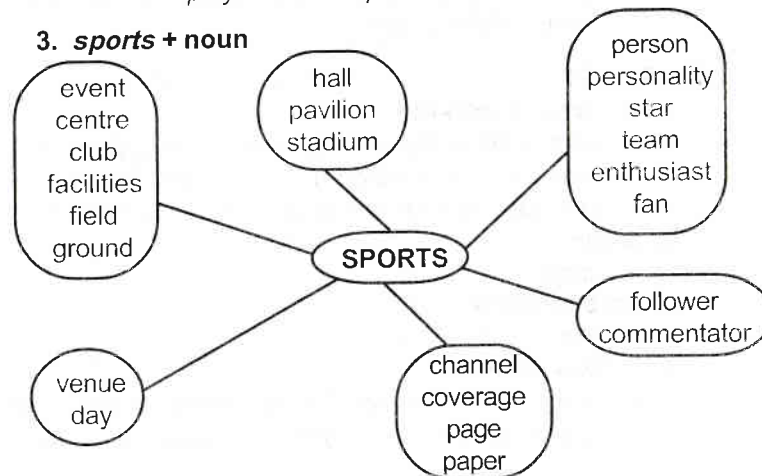 3. sports + noun
event
centre
club
facilities
field
ground
hall
pavilion
stadium
person
personality
star
team
enthusiast
fan
SPORTS
follower
commentator
venue
day
channel
coverage
page
paper